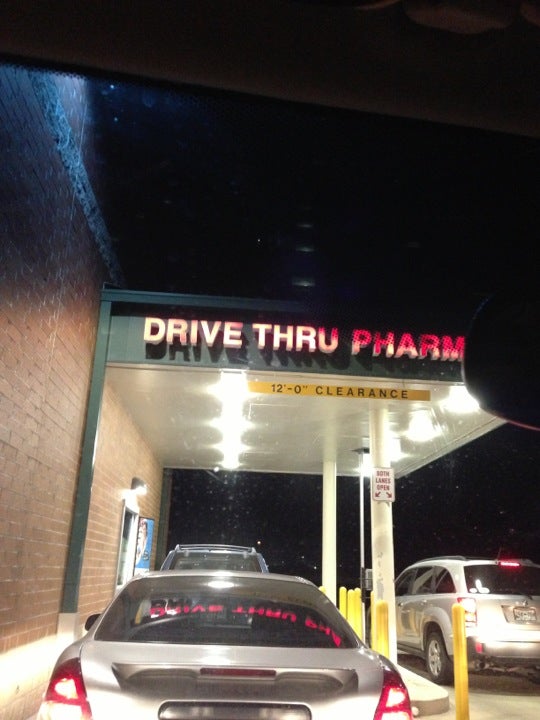 DRIVE THRU PHARM
12'-0" CLEARANCE
BOTH
LANES
OPEN